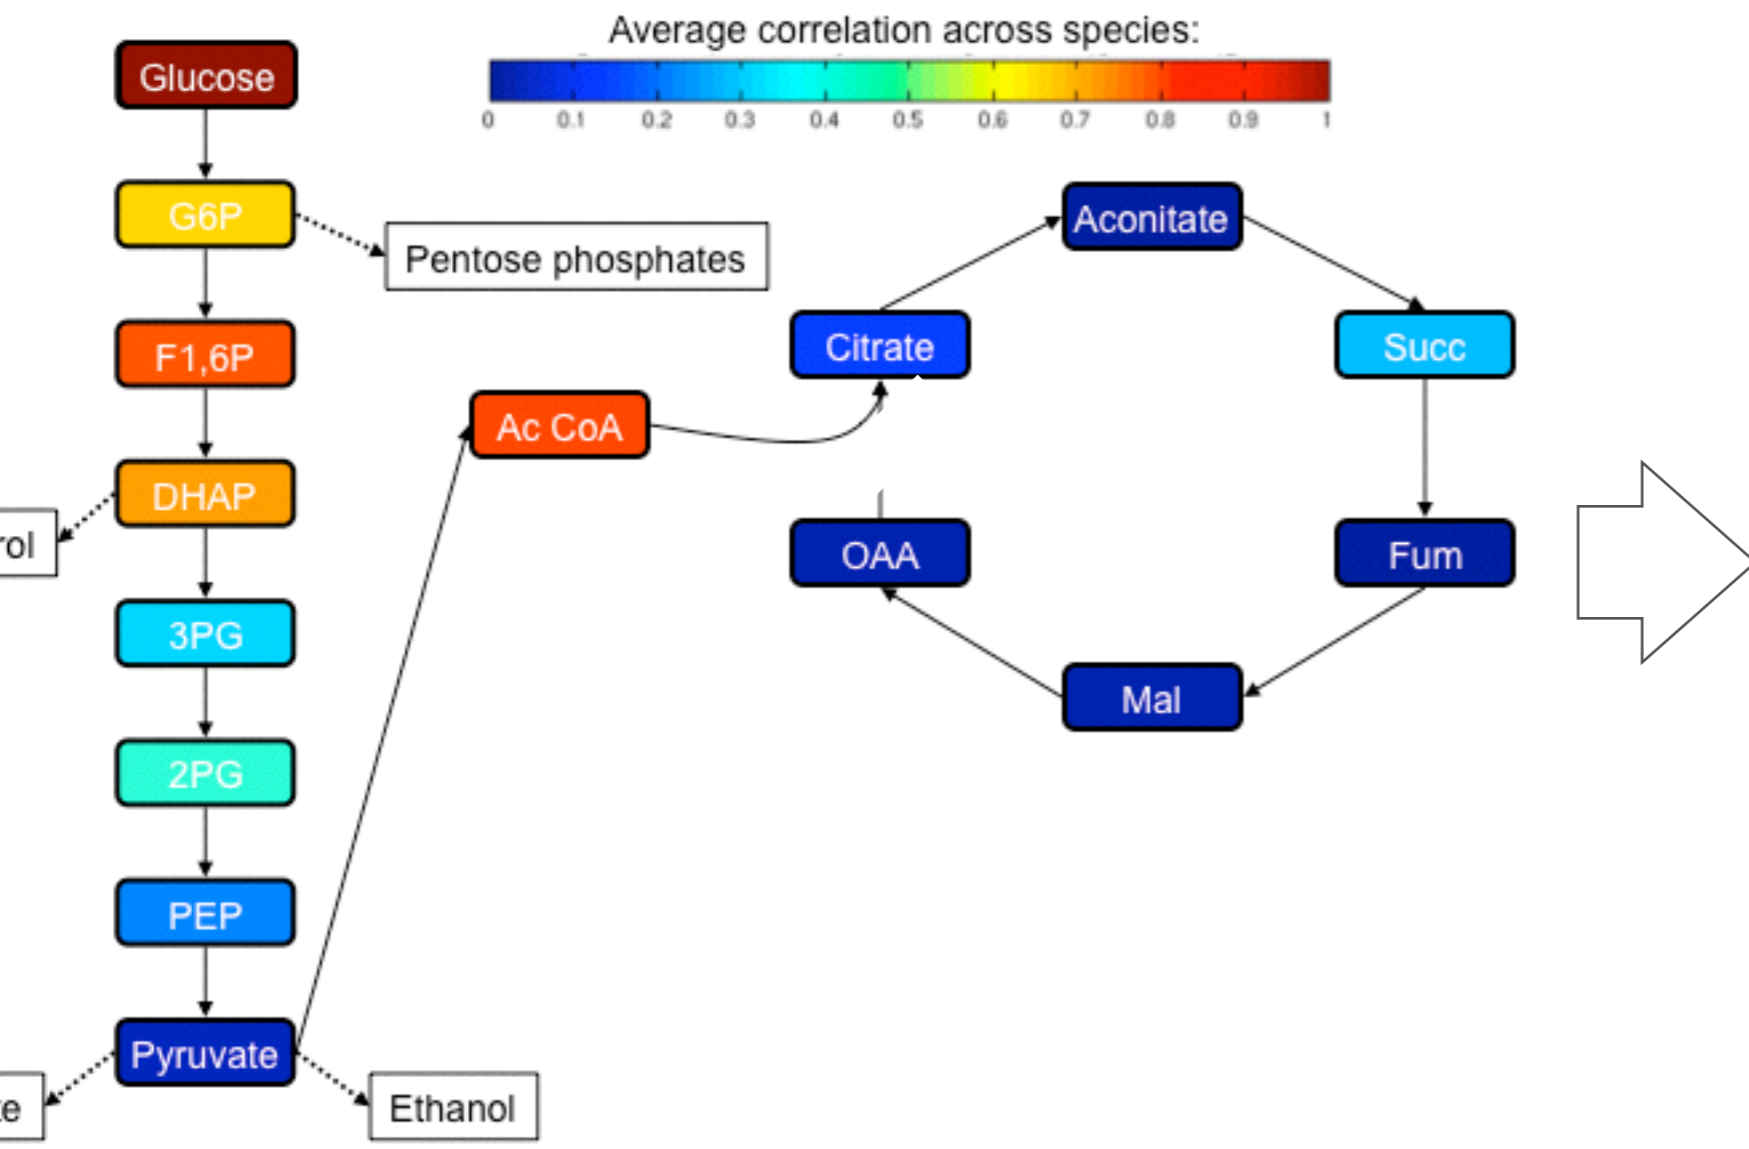 Average correlation across species:
0 0.1 0.2 0.3 0.4 0.5 0.6 0.7 0.8 0.9 1
Glucose
G6P
Pentose phosphates
F1,6P
DHAP
rol
3PG
2PG
PEP
Pyruvate
te
Ethanol
Ac CoA
Citrate
Aconitate
Succ
Fum
Mal
OAA